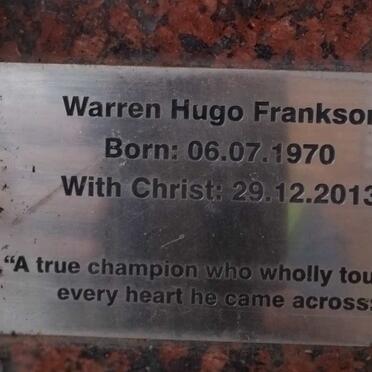 Warren Hugo Frankson
Born: 06.07.1970
With Christ: 29.12.2013
“A true champion who wholly tou
every heart he came across